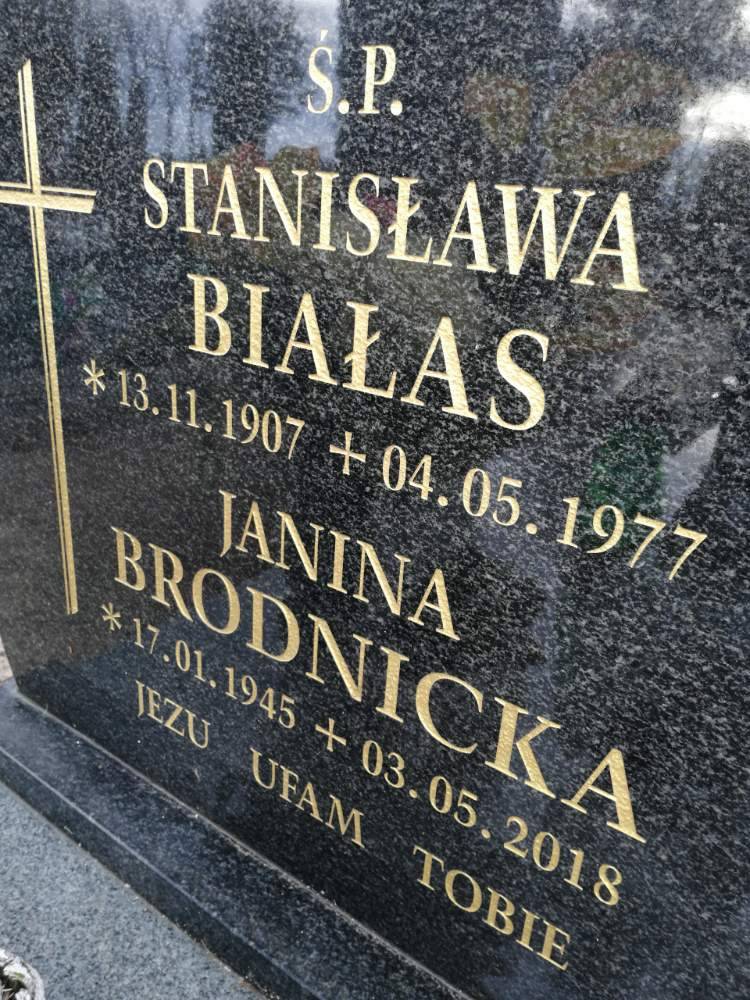 Ś.P.
STANISŁAWA
BIAŁAS
* 13.11.1907 + 04.05.1977
JANINA
BRODNICKA
* 17.01.1945 + 03.05.2018
JEZU UFAM TOBIE